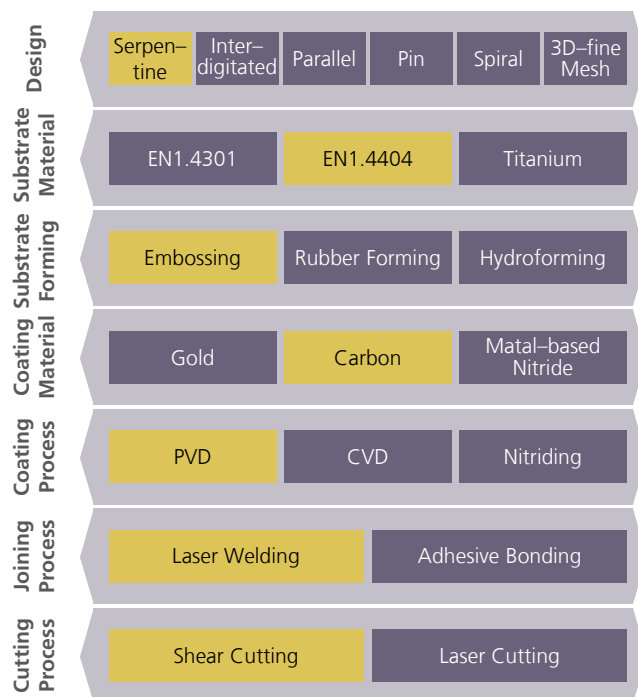 Design
Serpen–
tine
Inter–
digitated
Parallel
Pin
Spiral
3D–fine
Mesh
Substrate
Material
EN1.4301
EN1.4404
Titanium
Substrate
Forming
Embossing
Rubber Forming
Hydroforming
Coating
Material
Gold
Carbon
Matal–based
Nitride
Coating
Process
PVD
CVD
Nitriding
Joining
Process
Laser Welding
Adhesive Bonding
Cutting
Process
Shear Cutting
Laser Cutting